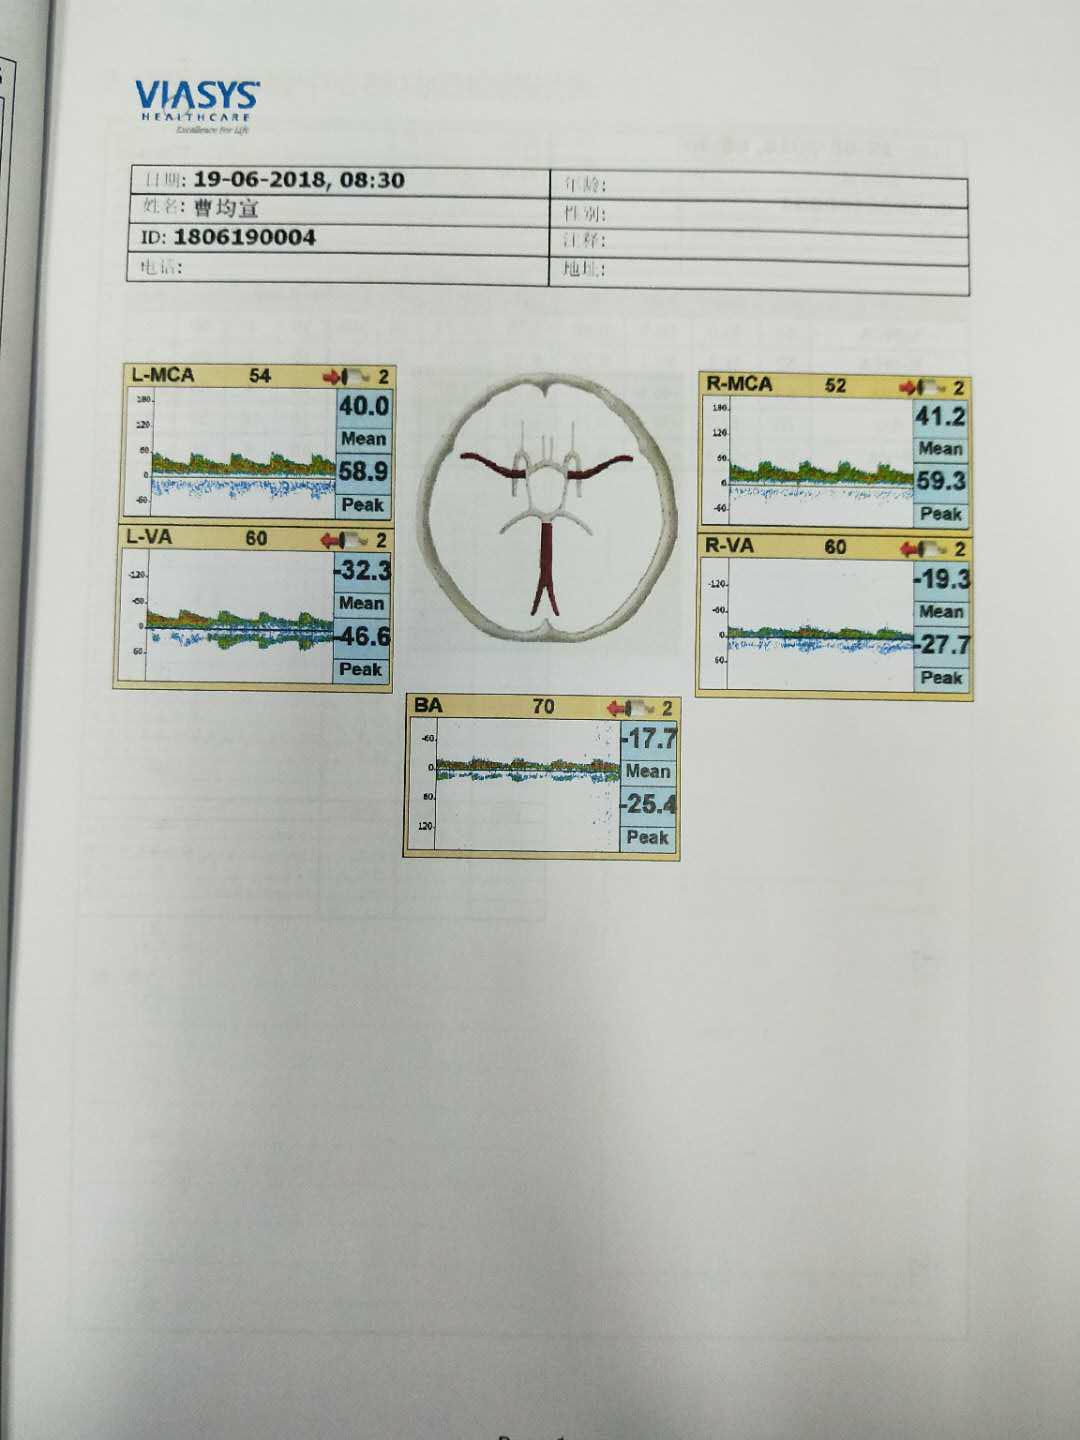 VIASYS
HEALTHCARE
Excellence For Life
日期: 19-06-2018, 08:30
年龄:
姓名: 曹均宣
性别:
ID: 1806190004
注释:
电话:
地址:
L-MCA 54 2
180
120
60
0
-60
40.0
Mean
58.9
Peak
R-MCA 52 2
180
120
60
0
-60
41.2
Mean
59.3
Peak
L-VA 60 2
-120
-60
0
60
-32.3
Mean
-46.6
Peak
R-VA 60 2
-120
-60
0
60
-19.3
Mean
-27.7
Peak
BA 70 2
-60
0
60
120
-17.7
Mean
-25.4
Peak